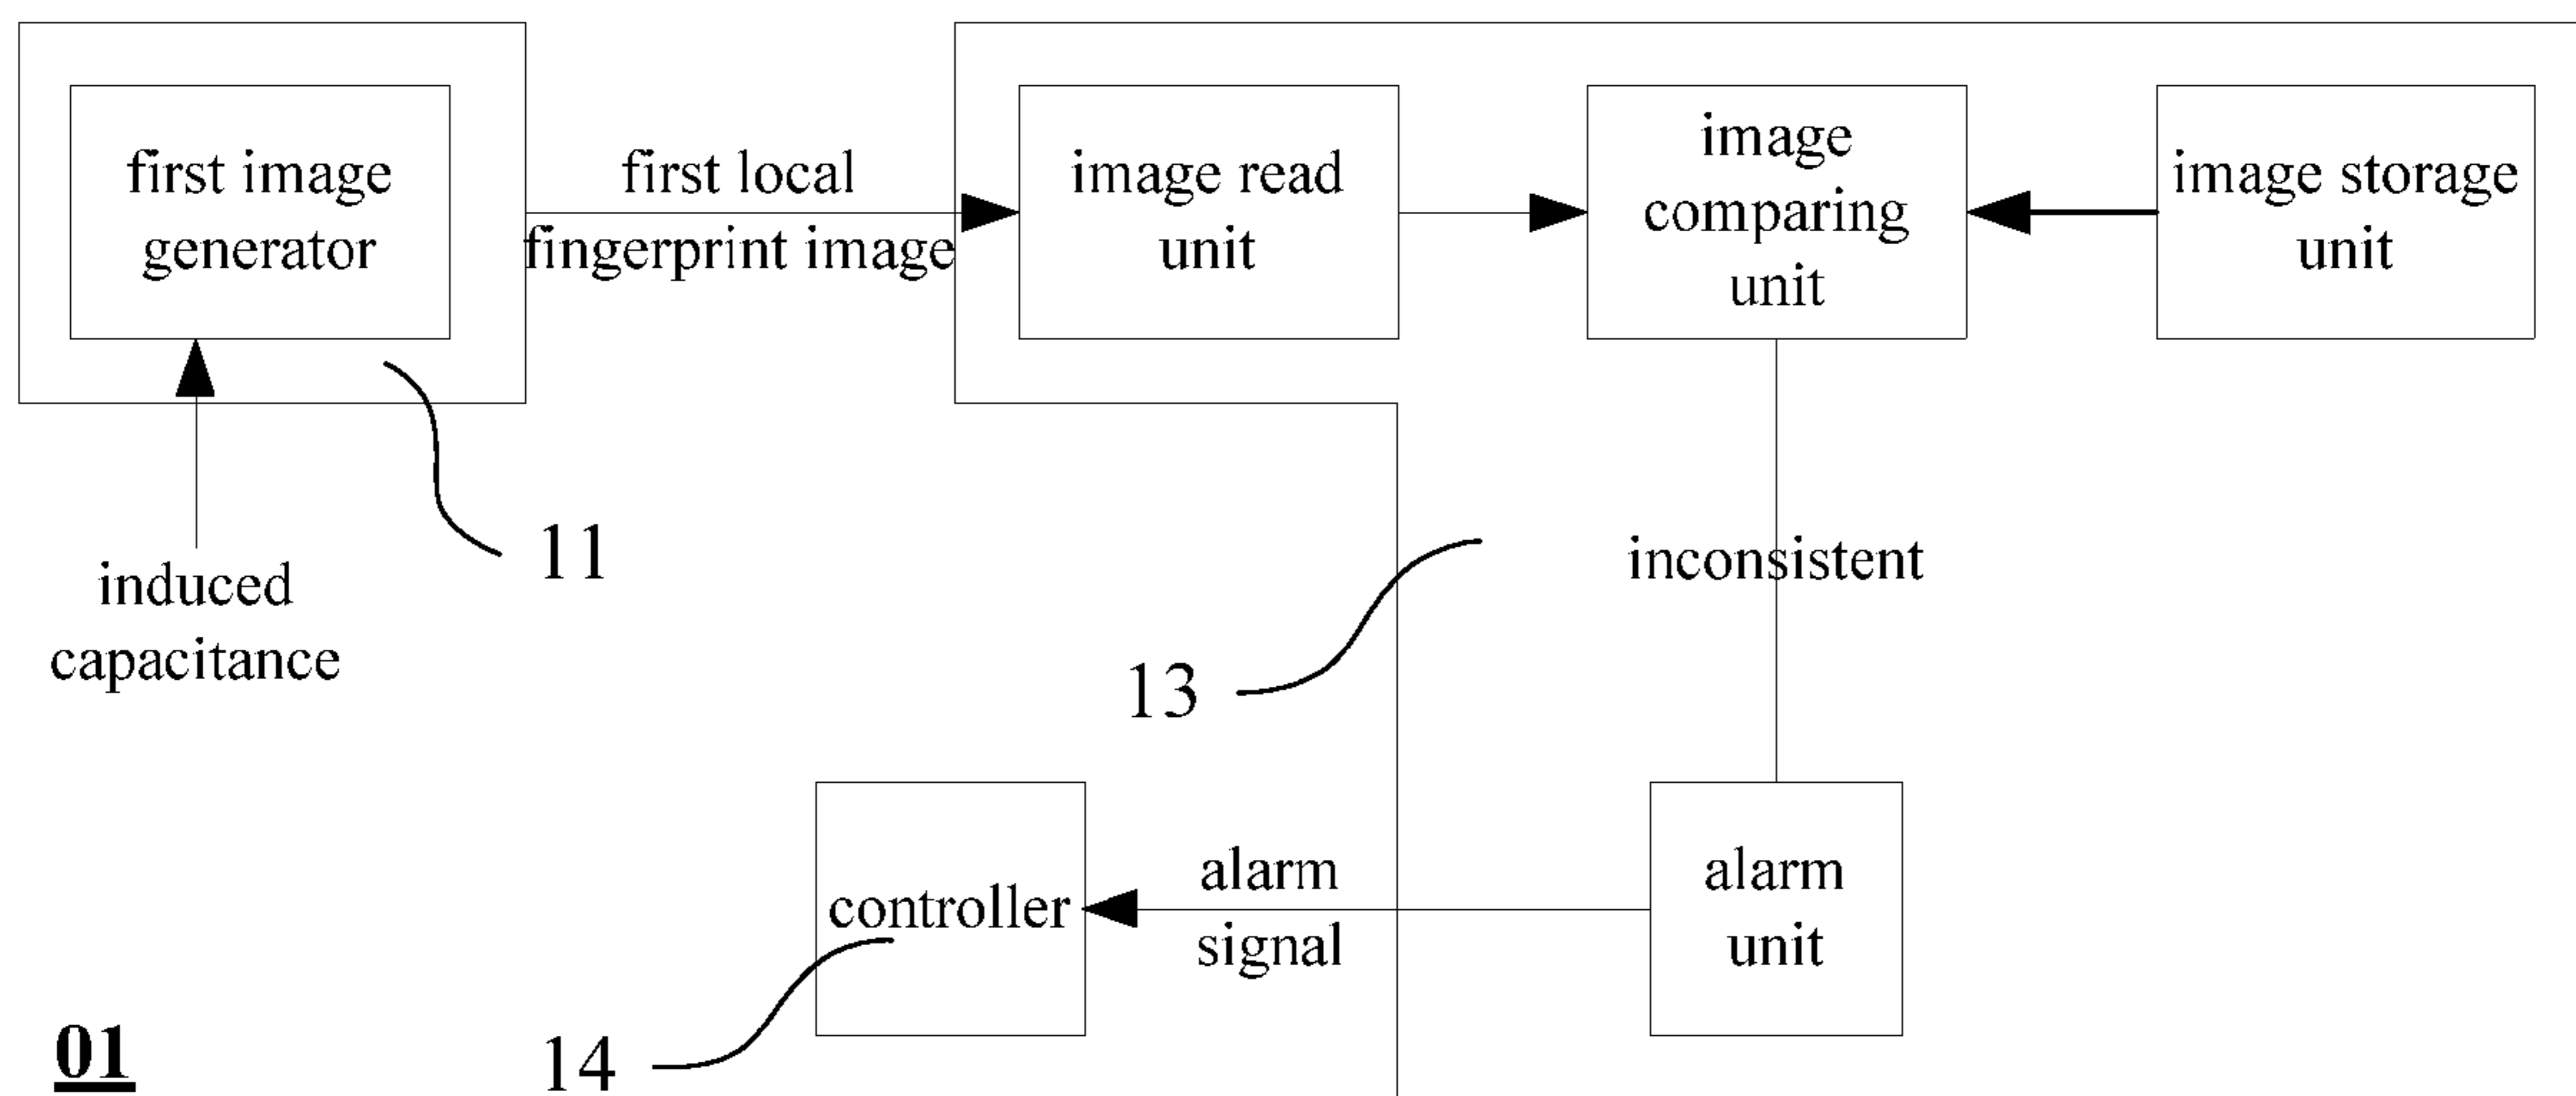 first image
generator
first local
fingerprint image
image read
unit
image
comparing
unit
image storage
unit
induced
capacitance
11
inconsistent
13
controller
alarm
signal
alarm
unit
14
01